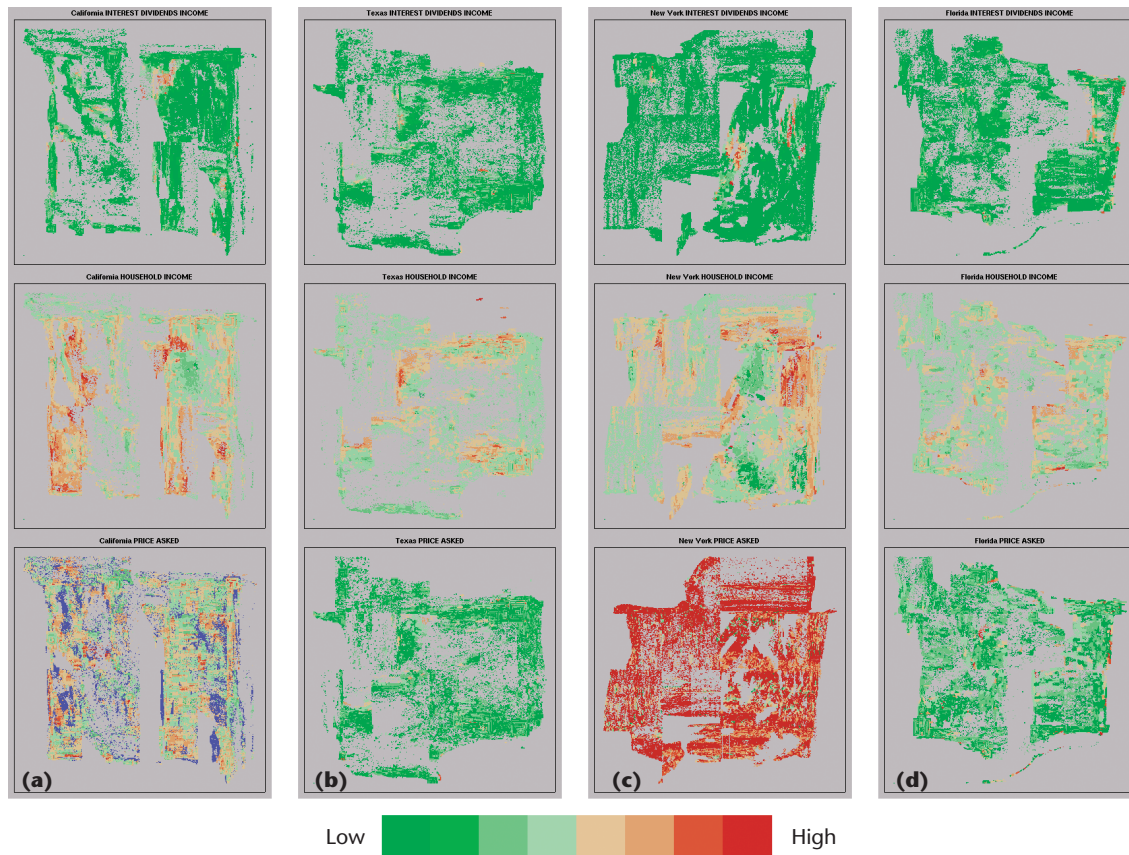 California INTEREST DIVIDENDS INCOME
Texas INTEREST DIVIDENDS INCOME
New York INTEREST DIVIDENDS INCOME
Florida INTEREST DIVIDENDS INCOME
California HOUSEHOLD INCOME
Texas HOUSEHOLD INCOME
New York HOUSEHOLD INCOME
Florida HOUSEHOLD INCOME
California PRICE ASKED
Texas PRICE ASKED
New York PRICE ASKED
Florida PRICE ASKED
(a)
(b)
(c)
(d)
Low
High